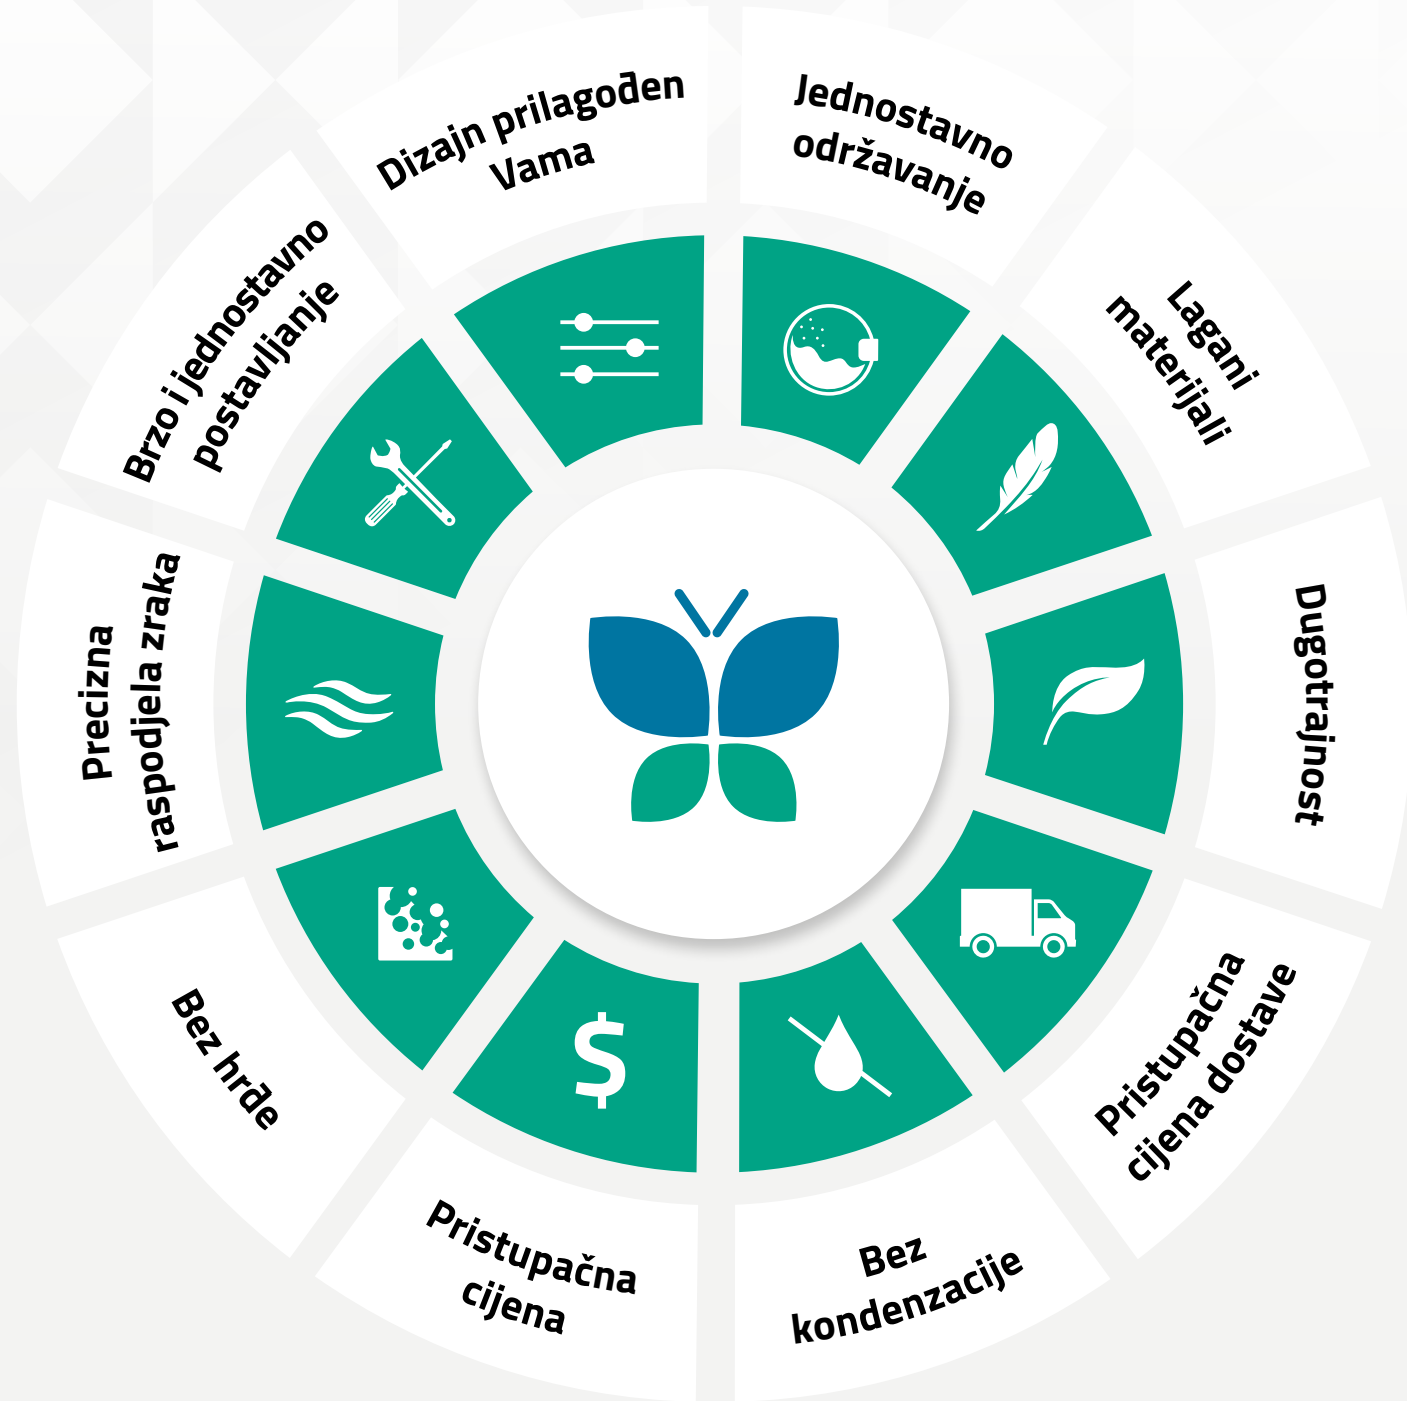 Dizajn prilagođen
Vama
Jednostavno
održavanje
Lagani
materijali
Dugotrajnost
Pristupačna
cijena dostave
Bez
kondenzacije
Pristupačna
cijena
Bez hrđe
Precizna
raspodjela zraka
Brzo i jednostavno
postavljanje
$